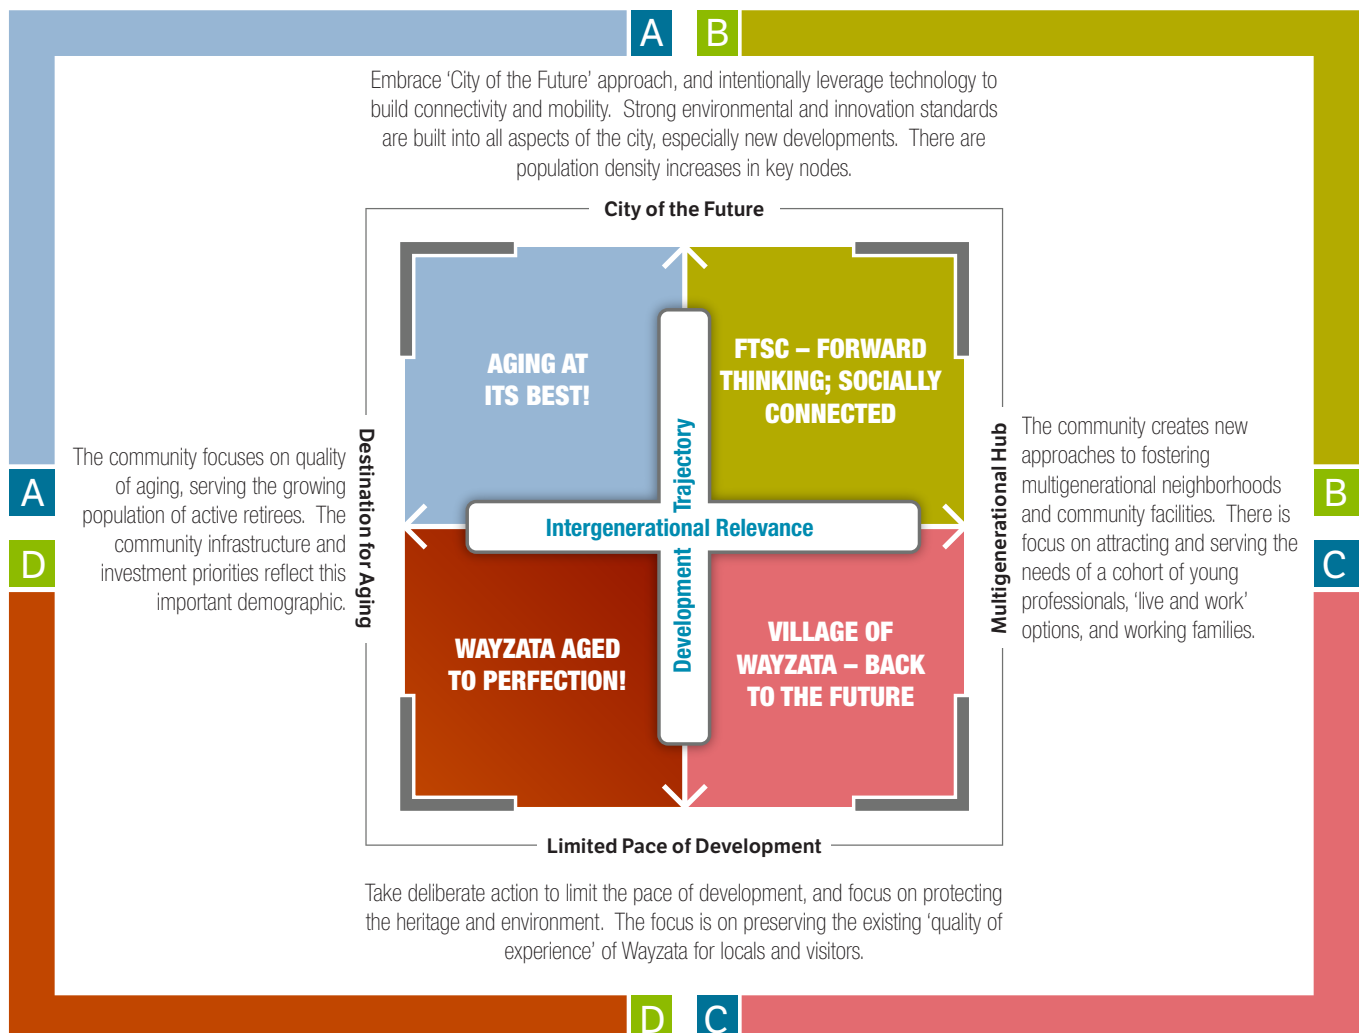 A
B
Embrace ‘City of the Future’ approach, and intentionally leverage technology to
build connectivity and mobility.  Strong environmental and innovation standards
are built into all aspects of the city, especially new developments.  There are
population density increases in key nodes.
City of the Future
AGING AT
ITS BEST!
FTSC – FORWARD
THINKING; SOCIALLY
CONNECTED
Development Trajectory
Intergenerational Relevance
Destination for Aging
The community focuses on quality
of aging, serving the growing
population of active retirees.  The
community infrastructure and
investment priorities reflect this
important demographic.
A
D
Multigenerational Hub
The community creates new
approaches to fostering
multigenerational neighborhoods
and community facilities.  There is
focus on attracting and serving the
needs of a cohort of young
professionals, ‘live and work’
options, and working families.
B
C
WAYZATA AGED
TO PERFECTION!
VILLAGE OF
WAYZATA – BACK
TO THE FUTURE
Limited Pace of Development
Take deliberate action to limit the pace of development, and focus on protecting
the heritage and environment.  The focus is on preserving the existing ‘quality of
experience’ of Wayzata for locals and visitors.
D
C